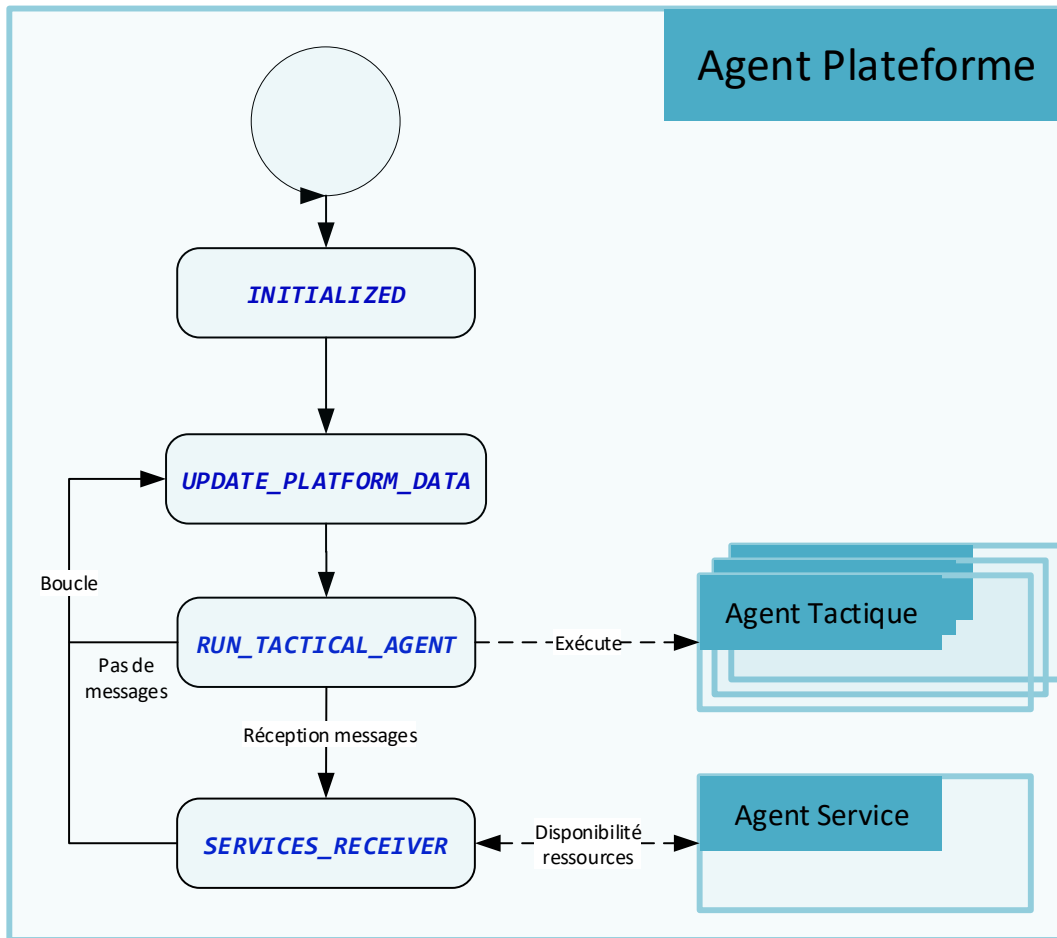 Agent Plateforme
INITIALIZED
UPDATE_PLATFORM_DATA
Boucle
RUN_TACTICAL_AGENT
Exécute
Agent Tactique
Pas de
messages
Réception messages
SERVICES_RECEIVER
Disponibilité
ressources
Agent Service